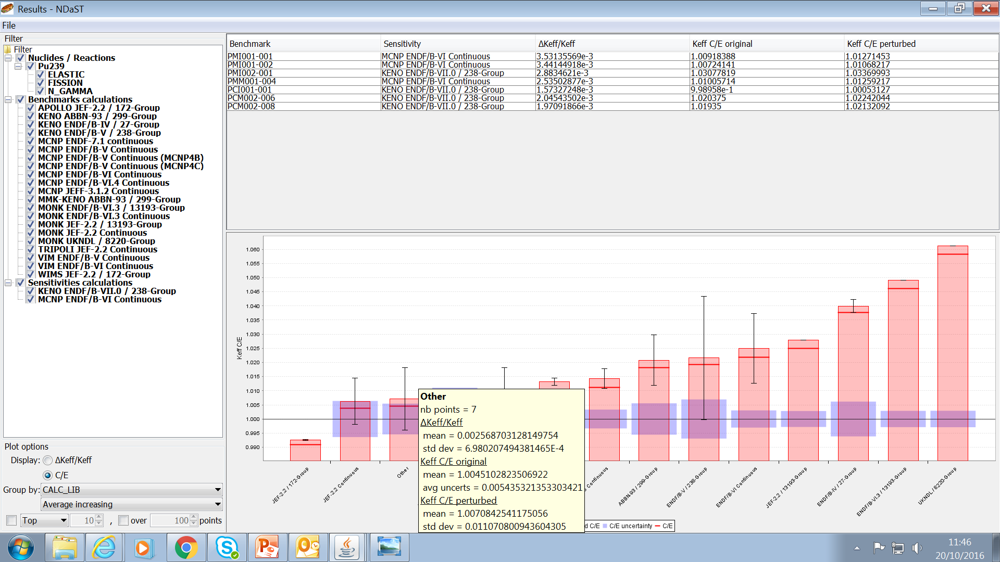 Results - NDaST
File
Filter
Filter
Nuclides / Reactions
Pu239
ELASTIC
FISSION
N_GAMMA
Benchmarks calculations
APOLLO JEF-2.2 / 172-Group
KENO ABBN-93 / 299-Group
KENO ENDF/B-IV / 27-Group
KENO ENDF/B-V / 238-Group
MCNP ENDF-7.1 continuous
MCNP ENDF/B-V Continuous
MCNP ENDF/B-V Continuous (MCNP4B)
MCNP ENDF/B-V Continuous (MCNP4C)
MCNP ENDF/B-VI Continuous
MCNP ENDF/B-VI.4 Continuous
MCNP JEFF-3.1.2 Continuous
MMK-KENO ABBN-93 / 299-Group
MONK ENDF/B-VI.3 / 13193-Group
MONK ENDF/B-VI.3 Continuous
MONK JEF-2.2 / 13193-Group
MONK JEF-2.2 Continuous
MONK UKNDL / 8220-Group
TRIPOLI JEF-2.2 Continuous
VIM ENDF/B-V Continuous
VIM ENDF/B-VI Continuous
WIMS JEF-2.2 / 172-Group
Sensitivities calculations
KENO ENDF/B-VII.0 / 238-Group
MCNP ENDF/B-VI Continuous
Plot options
Display: ΔKeff/Keff
C/E
Group by: CALC_LIB
Average increasing
Top 10 , over 100 points
Benchmark Sensitivity ΔKeff/Keff Keff C/E original Keff C/E perturbed
PMI001-001 MCNP ENDF/B-VI Continuous 3.53135569e-3 1.00918388 1.01271453
PMI001-002 MCNP ENDF/B-VI Continuous 3.44144918e-3 1.00724141 1.01068217
PMI002-001 KENO ENDF/B-VII.0 / 238-Group 2.8834621e-3 1.03077819 1.03369993
PMM001-004 MCNP ENDF/B-VI Continuous 2.53502877e-3 1.01005714 1.01259217
PCI001-001 KENO ENDF/B-VII.0 / 238-Group 1.57327248e-3 9.98958e-1 1.00053127
PCM002-006 KENO ENDF/B-VII.0 / 238-Group 2.04543502e-3 1.020375 1.02242044
PCM002-008 KENO ENDF/B-VII.0 / 238-Group 1.97091866e-3 1.01935 1.02132092
Keff C/E
1.060
1.055
1.050
1.045
1.040
1.035
1.030
1.025
1.020
1.015
1.010
1.005
1.000
0.995
0.990
JEF-2.2 / 172-Group
JEF-2.2 Continuous
Other
Continuous
ABBN-93 / 299-Group
ENDF/B-V / 238-Group
ENDF/B-VI Continuous
JEF-2.2 / 13193-Group
ENDF/B-IV / 27-Group
ENDF/B-VI.3 / 13193-Group
UKNDL / 8220-Group
Other
nb points = 7
ΔKeff/Keff
mean = 0.002568703128149754
std dev = 6.980207494381465E-4
Keff C/E original
mean = 1.0045102823506922
avg uncerts = 0.005435321353303421
Keff C/E perturbed
mean = 1.0070842541175056
std dev = 0.011070800943604305
d C/E C/E uncertainty C/E
11:46
20/10/2016